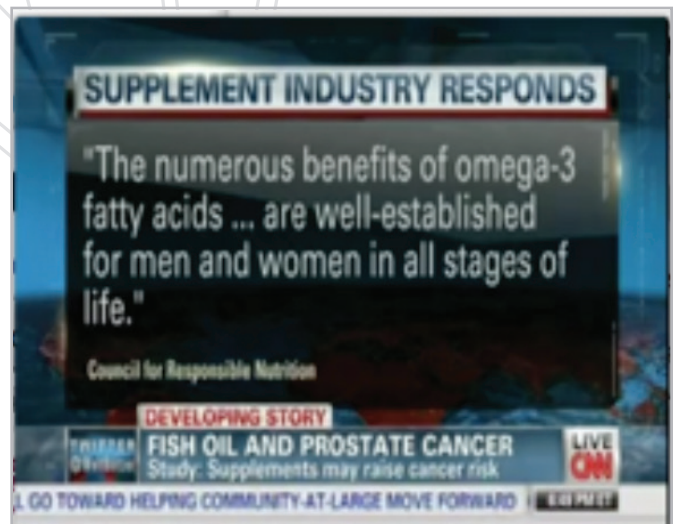 SUPPLEMENT INDUSTRY RESPONDS
"The numerous benefits of omega-3
fatty acids ... are well-established
for men and women in all stages of
life."
Council for Responsible Nutrition
DEVELOPING STORY
FISH OIL AND PROSTATE CANCER
Study: Supplements may raise cancer risk
LIVE
CNN
L GO TOWARD HELPING COMMUNITY-AT-LARGE MOVE FORWARD